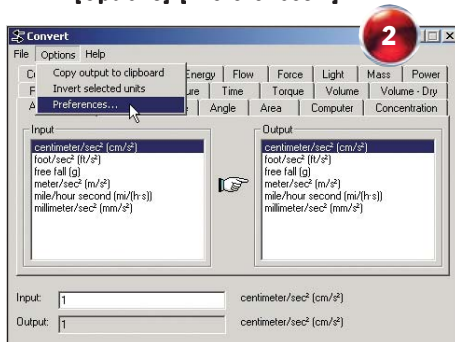 2
Convert
File Options Help
Copy output to clipboard
Invert selected units
Preferences...
Energy Flow Force Light Mass Power
Time Torque Volume Volume - Dry
Angle Area Computer Concentration
Input
centimeter/sec² (cm/s²)
foot/sec² (ft/s²)
free fall (g)
meter/sec² (m/s²)
mile/hour second (mi/(h·s))
millimeter/sec² (mm/s²)
Output
centimeter/sec² (cm/s²)
foot/sec² (ft/s²)
free fall (g)
meter/sec² (m/s²)
mile/hour second (mi/(h·s))
millimeter/sec² (mm/s²)
Input: 1 centimeter/sec² (cm/s²)
Output: 1 centimeter/sec² (cm/s²)